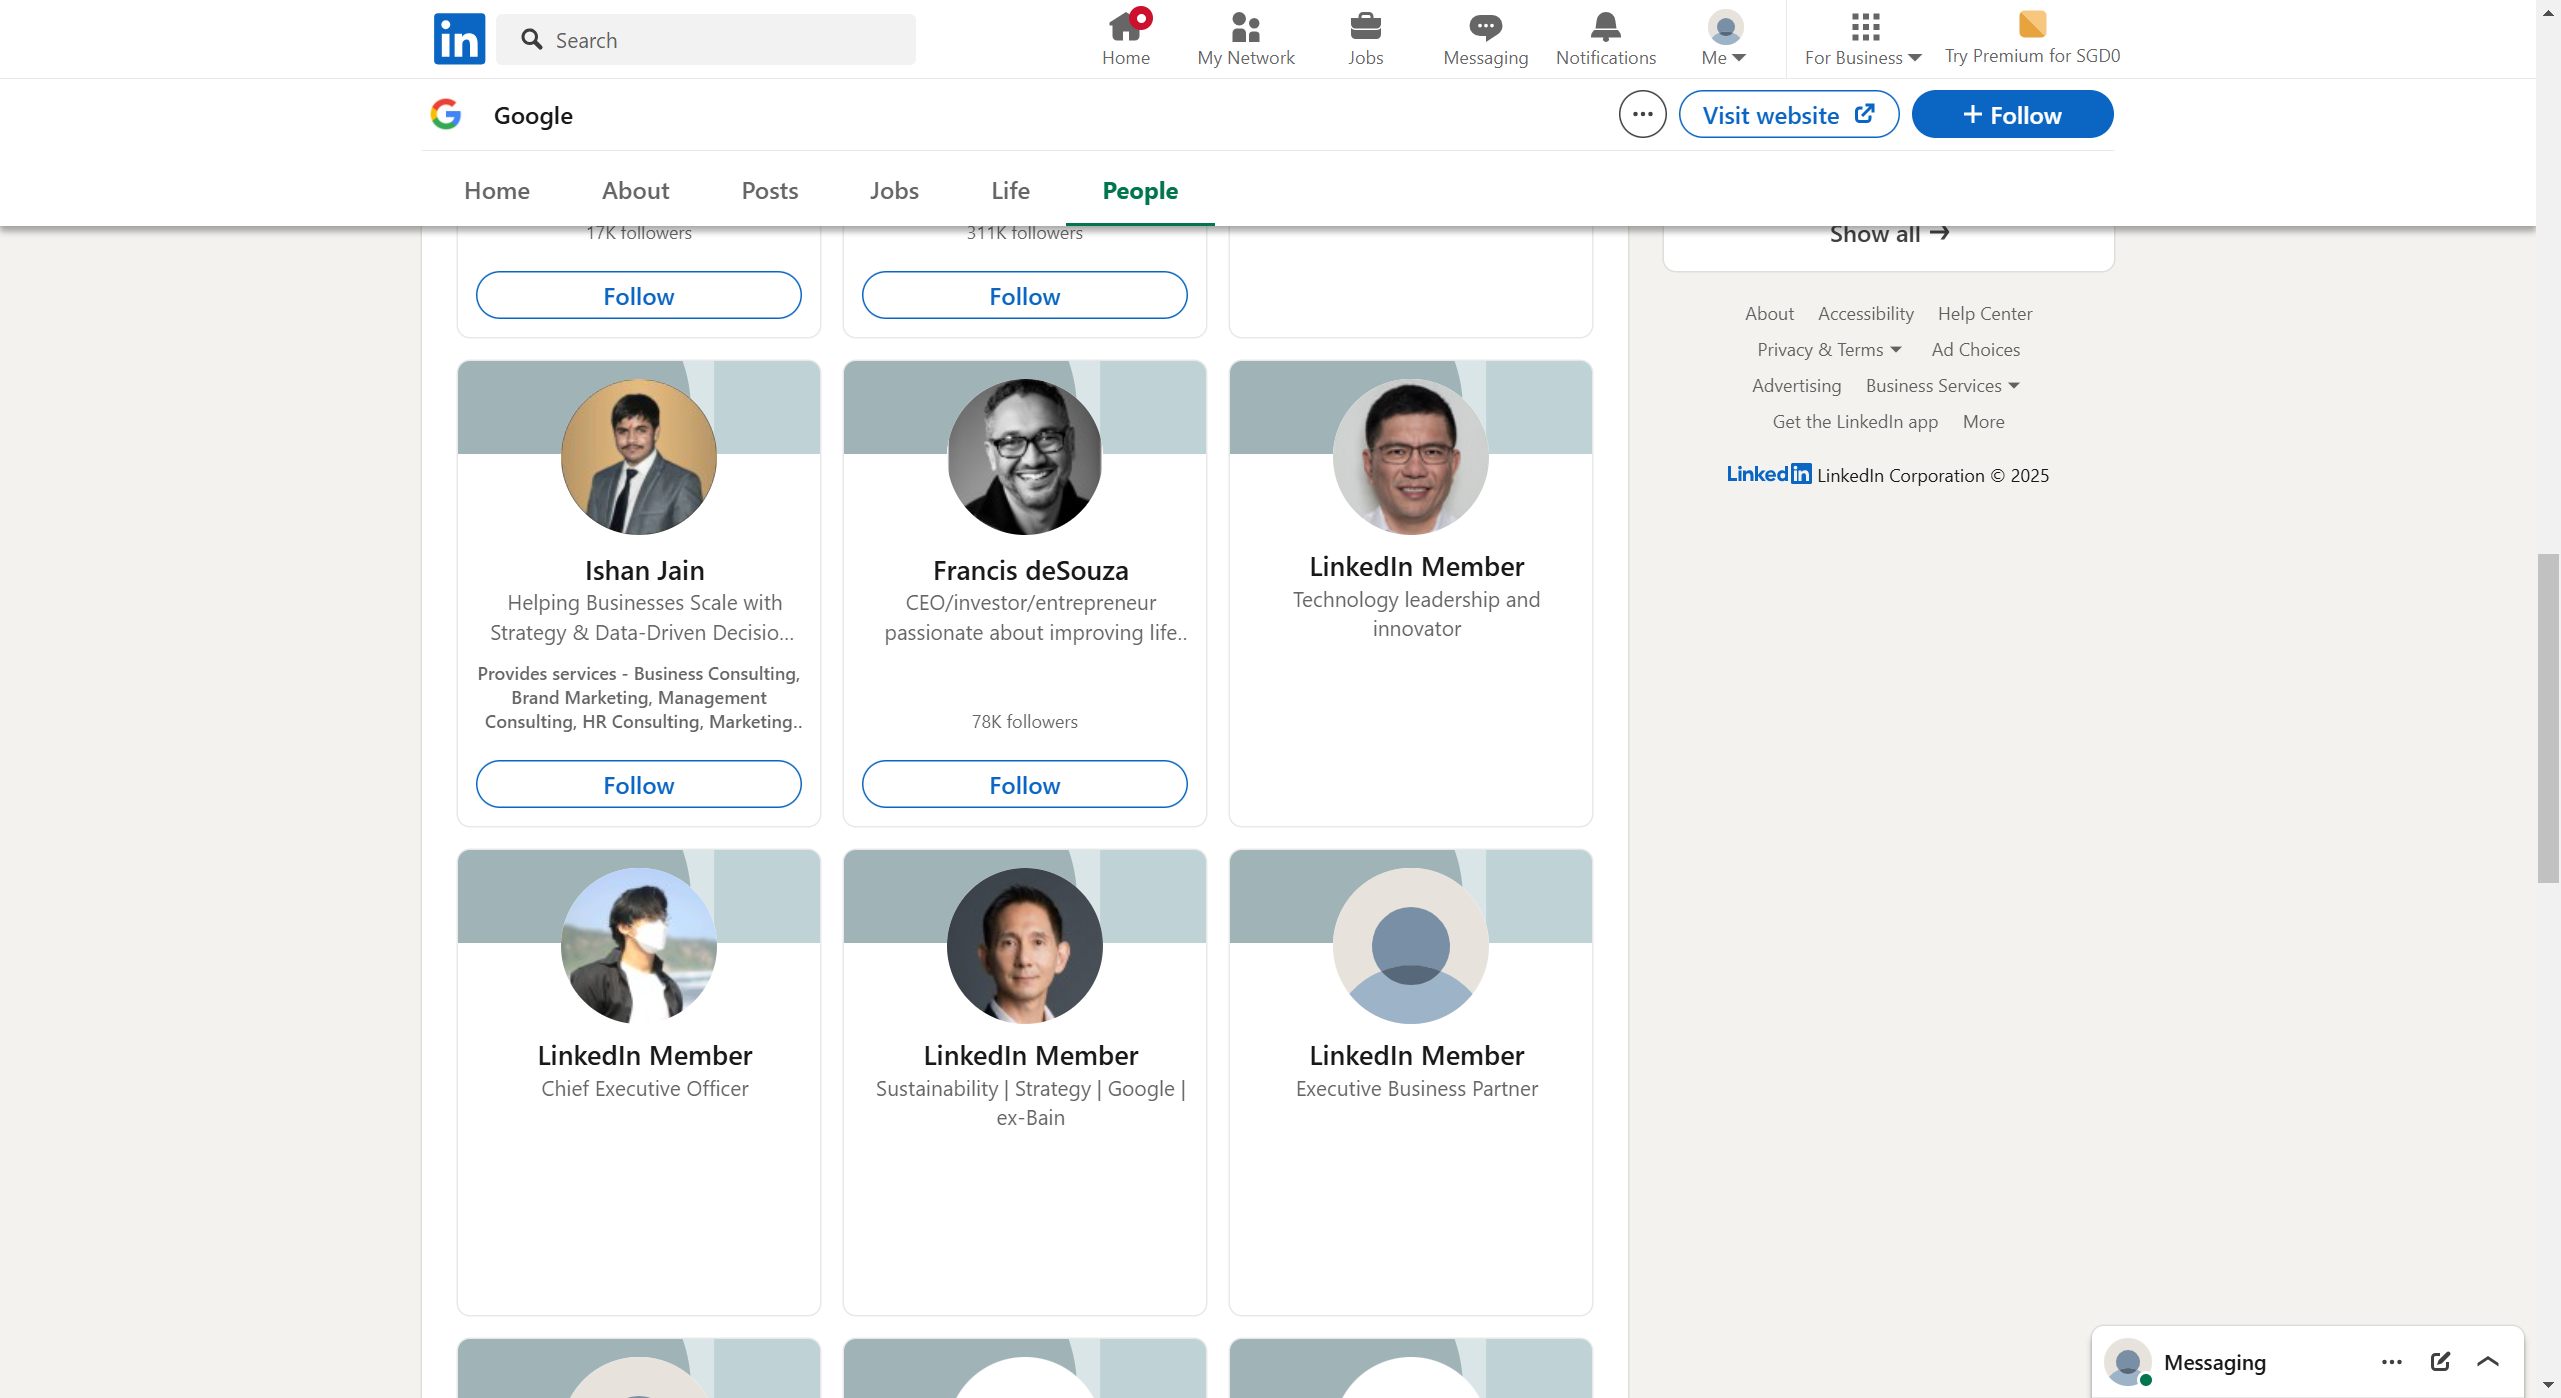 Search
Home
My Network
Jobs
Messaging
Notifications
Me
For Business
Try Premium for SGD0
Google
Visit website
+ Follow
Home
About
Posts
Jobs
Life
People
17K followers
311K followers
Show all →
Follow
Follow
About
Accessibility
Help Center
Privacy & Terms
Ad Choices
Advertising
Business Services
Get the LinkedIn app
More
LinkedIn LinkedIn Corporation © 2025
Ishan Jain
Helping Businesses Scale with
Strategy & Data-Driven Decisio...
Provides services - Business Consulting,
Brand Marketing, Management
Consulting, HR Consulting, Marketing..
Follow
Francis deSouza
CEO/investor/entrepreneur
passionate about improving life..
78K followers
Follow
LinkedIn Member
Technology leadership and
innovator
LinkedIn Member
Chief Executive Officer
LinkedIn Member
Sustainability | Strategy | Google |
ex-Bain
LinkedIn Member
Executive Business Partner
Messaging